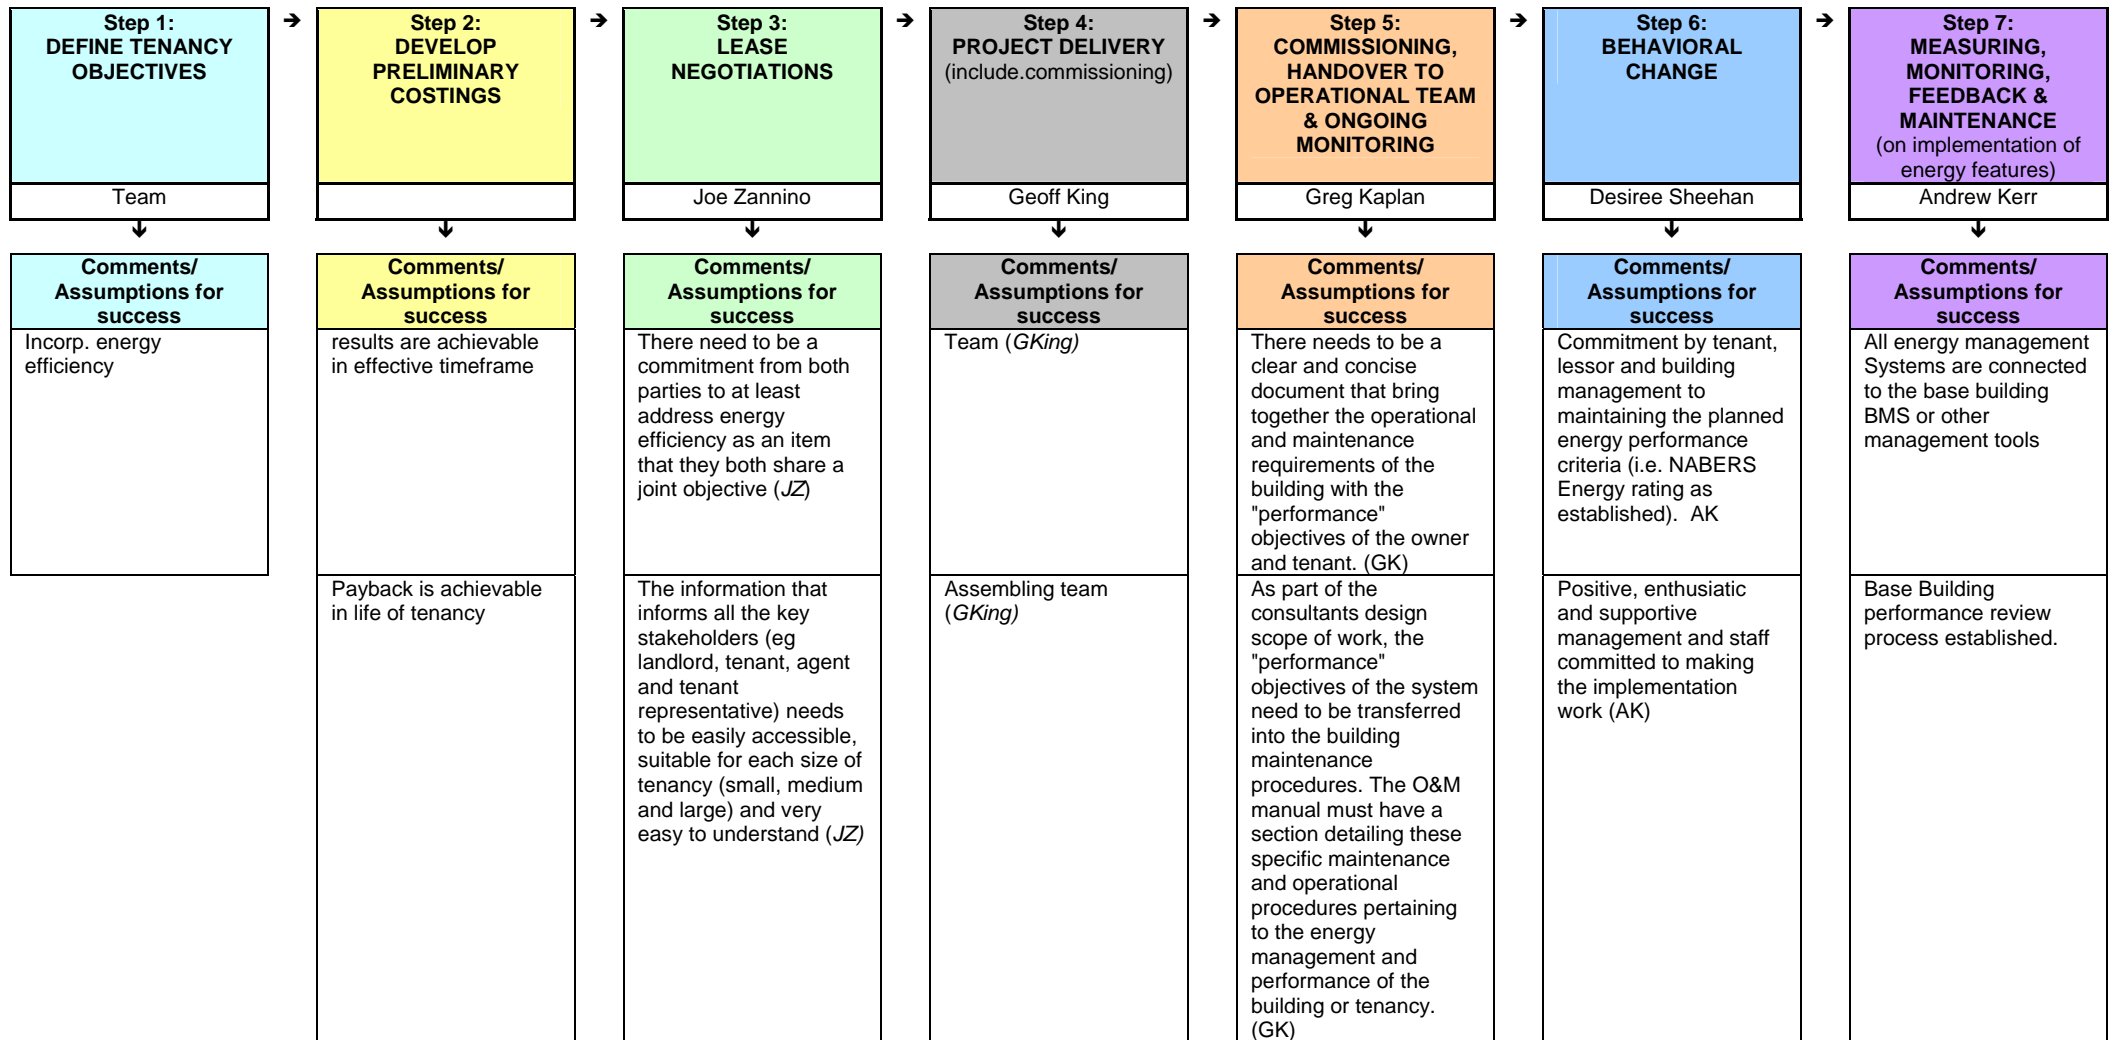 Step 1:
DEFINE TENANCY
OBJECTIVES
Team
Comments/
Assumptions for
success
Incorp. energy
efficiency
➔
Step 2:
DEVELOP
PRELIMINARY
COSTINGS
Comments/
Assumptions for
success
results are achievable
in effective timeframe
Payback is achievable
in life of tenancy
➔
Step 3:
LEASE
NEGOTIATIONS
Joe Zannino
Comments/
Assumptions for
success
There need to be a
commitment from both
parties to at least
address energy
efficiency as an item
that they both share a
joint objective (JZ)
The information that
informs all the key
stakeholders (eg
landlord, tenant, agent
and tenant
representative) needs
to be easily accessible,
suitable for each size of
tenancy (small, medium
and large) and very
easy to understand (JZ)
➔
Step 4:
PROJECT DELIVERY
(include.commissioning)
Geoff King
Comments/
Assumptions for
success
Team (GKing)
Assembling team
(GKing)
➔
Step 5:
COMMISSIONING,
HANDOVER TO
OPERATIONAL TEAM
& ONGOING
MONITORING
Greg Kaplan
Comments/
Assumptions for
success
There needs to be a
clear and concise
document that bring
together the operational
and maintenance
requirements of the
building with the
"performance"
objectives of the owner
and tenant. (GK)
As part of the
consultants design
scope of work, the
"performance"
objectives of the system
need to be transferred
into the building
maintenance
procedures. The O&M
manual must have a
section detailing these
specific maintenance
and operational
procedures pertaining
to the energy
management and
performance of the
building or tenancy.
(GK)
➔
Step 6:
BEHAVIORAL
CHANGE
Desiree Sheehan
Comments/
Assumptions for
success
Commitment by tenant,
lessor and building
management to
maintaining the planned
energy performance
criteria (i.e. NABERS
Energy rating as
established).  AK
Positive, enthusiatic
and supportive
management and staff
committed to making
the implementation
work (AK)
➔
Step 7:
MEASURING,
MONITORING,
FEEDBACK &
MAINTENANCE
(on implementation of
energy features)
Andrew Kerr
Comments/
Assumptions for
success
All energy management
Systems are connected
to the base building
BMS or other
management tools
Base Building
performance review
process established.